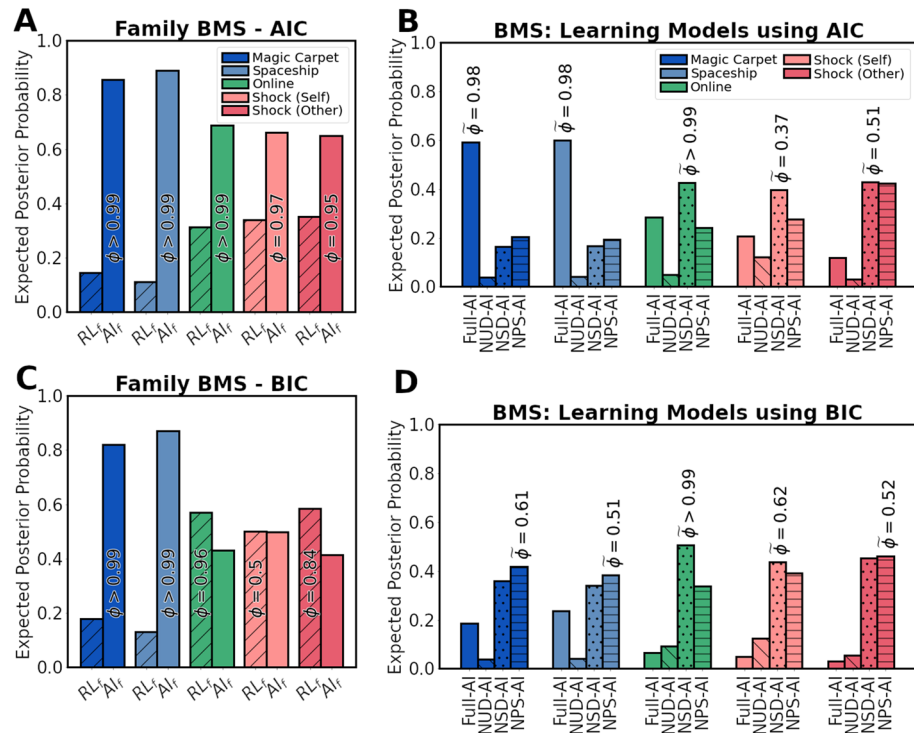 A
Family BMS - AIC
Expected Posterior Probability
1.0
0.8
0.6
0.4
0.2
0.0
Magic Carpet
Spaceship
Online
Shock (Self)
Shock (Other)
ϕ > 0.99
ϕ > 0.99
ϕ > 0.99
ϕ = 0.97
ϕ = 0.95
RLf AIf RLf AIf RLf AIf RLf AIf RLf AIf
B
BMS: Learning Models using AIC
Expected Posterior Probability
1.0
0.8
0.6
0.4
0.2
0.0
Magic Carpet
Spaceship
Online
Shock (Self)
Shock (Other)
ϕ̃ = 0.98
ϕ̃ = 0.98
ϕ̃ > 0.99
ϕ̃ = 0.37
ϕ̃ = 0.51
Full-AI
NUD-AI
NSD-AI
NPS-AI
Full-AI
NUD-AI
NSD-AI
NPS-AI
Full-AI
NUD-AI
NSD-AI
NPS-AI
Full-AI
NUD-AI
NSD-AI
NPS-AI
Full-AI
NUD-AI
NSD-AI
NPS-AI
C
Family BMS - BIC
Expected Posterior Probability
1.0
0.8
0.6
0.4
0.2
0.0
ϕ > 0.99
ϕ > 0.99
ϕ = 0.96
ϕ = 0.5
ϕ = 0.84
RLf AIf RLf AIf RLf AIf RLf AIf RLf AIf
D
BMS: Learning Models using BIC
Expected Posterior Probability
1.0
0.8
0.6
0.4
0.2
0.0
ϕ̃ = 0.61
ϕ̃ = 0.51
ϕ̃ > 0.99
ϕ̃ = 0.62
ϕ̃ = 0.52
Full-AI
NUD-AI
NSD-AI
NPS-AI
Full-AI
NUD-AI
NSD-AI
NPS-AI
Full-AI
NUD-AI
NSD-AI
NPS-AI
Full-AI
NUD-AI
NSD-AI
NPS-AI
Full-AI
NUD-AI
NSD-AI
NPS-AI